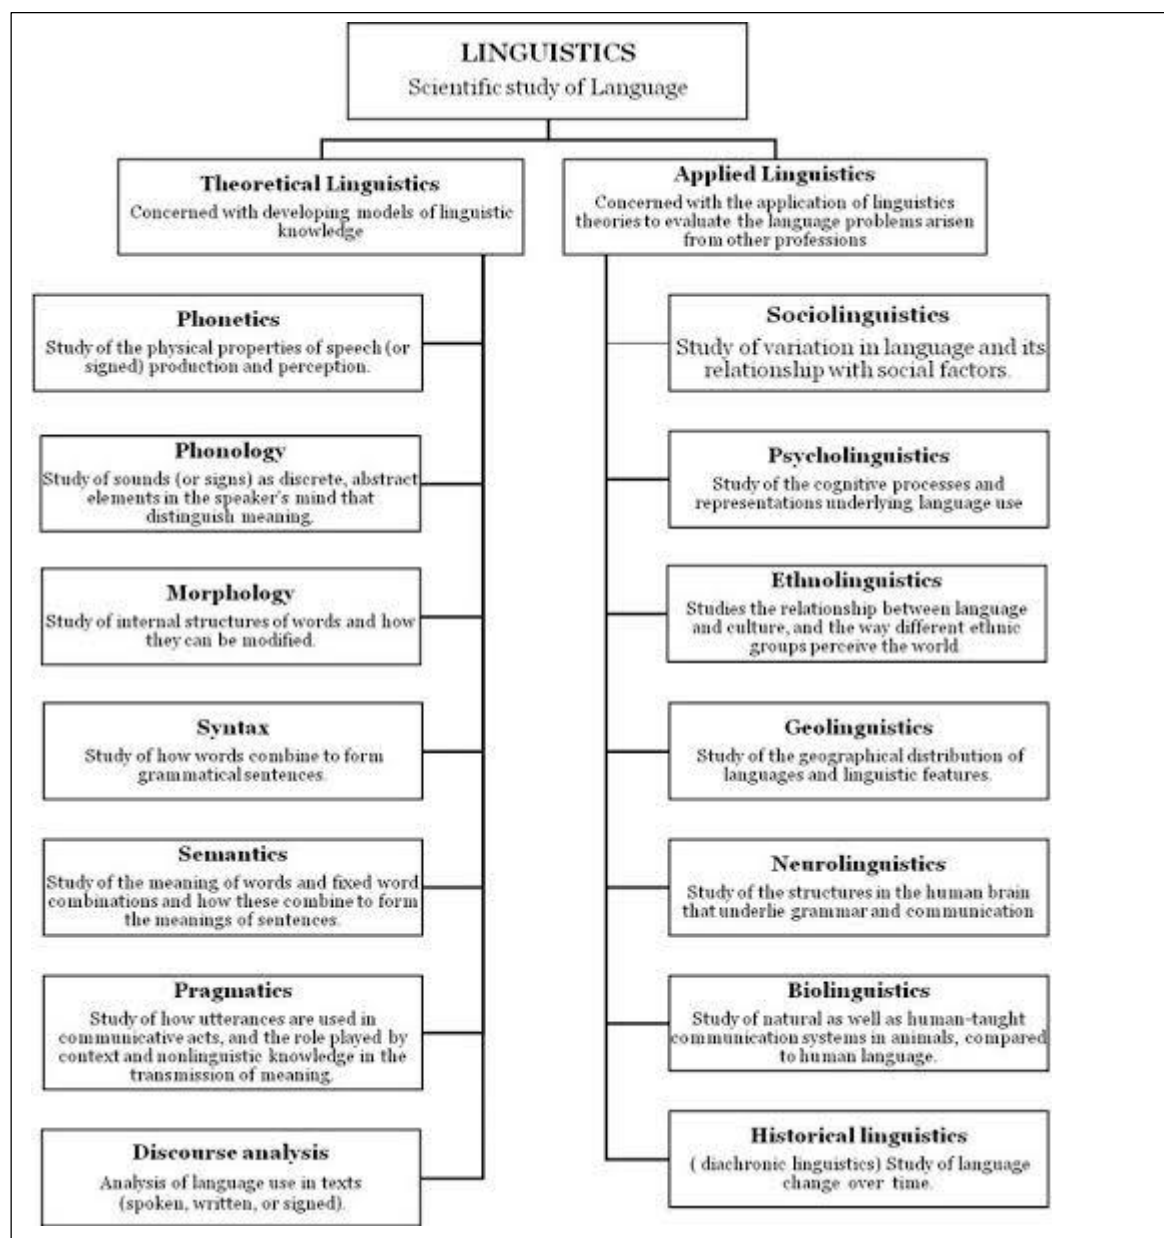 LINGUISTICS
Scientific study of Language
Theoretical Linguistics
Concerned with developing models of linguistic
knowledge
Applied Linguistics
Concerned with the application of linguistics
theories to evaluate the language problems arisen
from other professions
Phonetics
Study of the physical properties of speech (or
signed) production and perception.
Phonology
Study of sounds (or signs) as discrete, abstract
elements in the speaker's mind that
distinguish meaning.
Morphology
Study of internal structures of words and how
they can be modified.
Syntax
Study of how words combine to form
grammatical sentences.
Semantics
Study of the meaning of words and fixed word
combinations and how these combine to form
the meanings of sentences.
Pragmatics
Study of how utterances are used in
communicative acts, and the role played by
context and nonlinguistic knowledge in the
transmission of meaning.
Discourse analysis
Analysis of language use in texts
(spoken, written, or signed).
Sociolinguistics
Study of variation in language and its
relationship with social factors.
Psycholinguistics
Study of the cognitive processes and
representations underlying language use
Ethnolinguistics
Studies the relationship between language
and culture, and the way different ethnic
groups perceive the world
Geolinguistics
Study of the geographical distribution of
languages and linguistic features.
Neurolinguistics
Study of the structures in the human brain
that underlie grammar and communication
Biolinguistics
Study of natural as well as human-taught
communication systems in animals, compared
to human language.
Historical linguistics
( diachronic linguistics) Study of language
change over time.